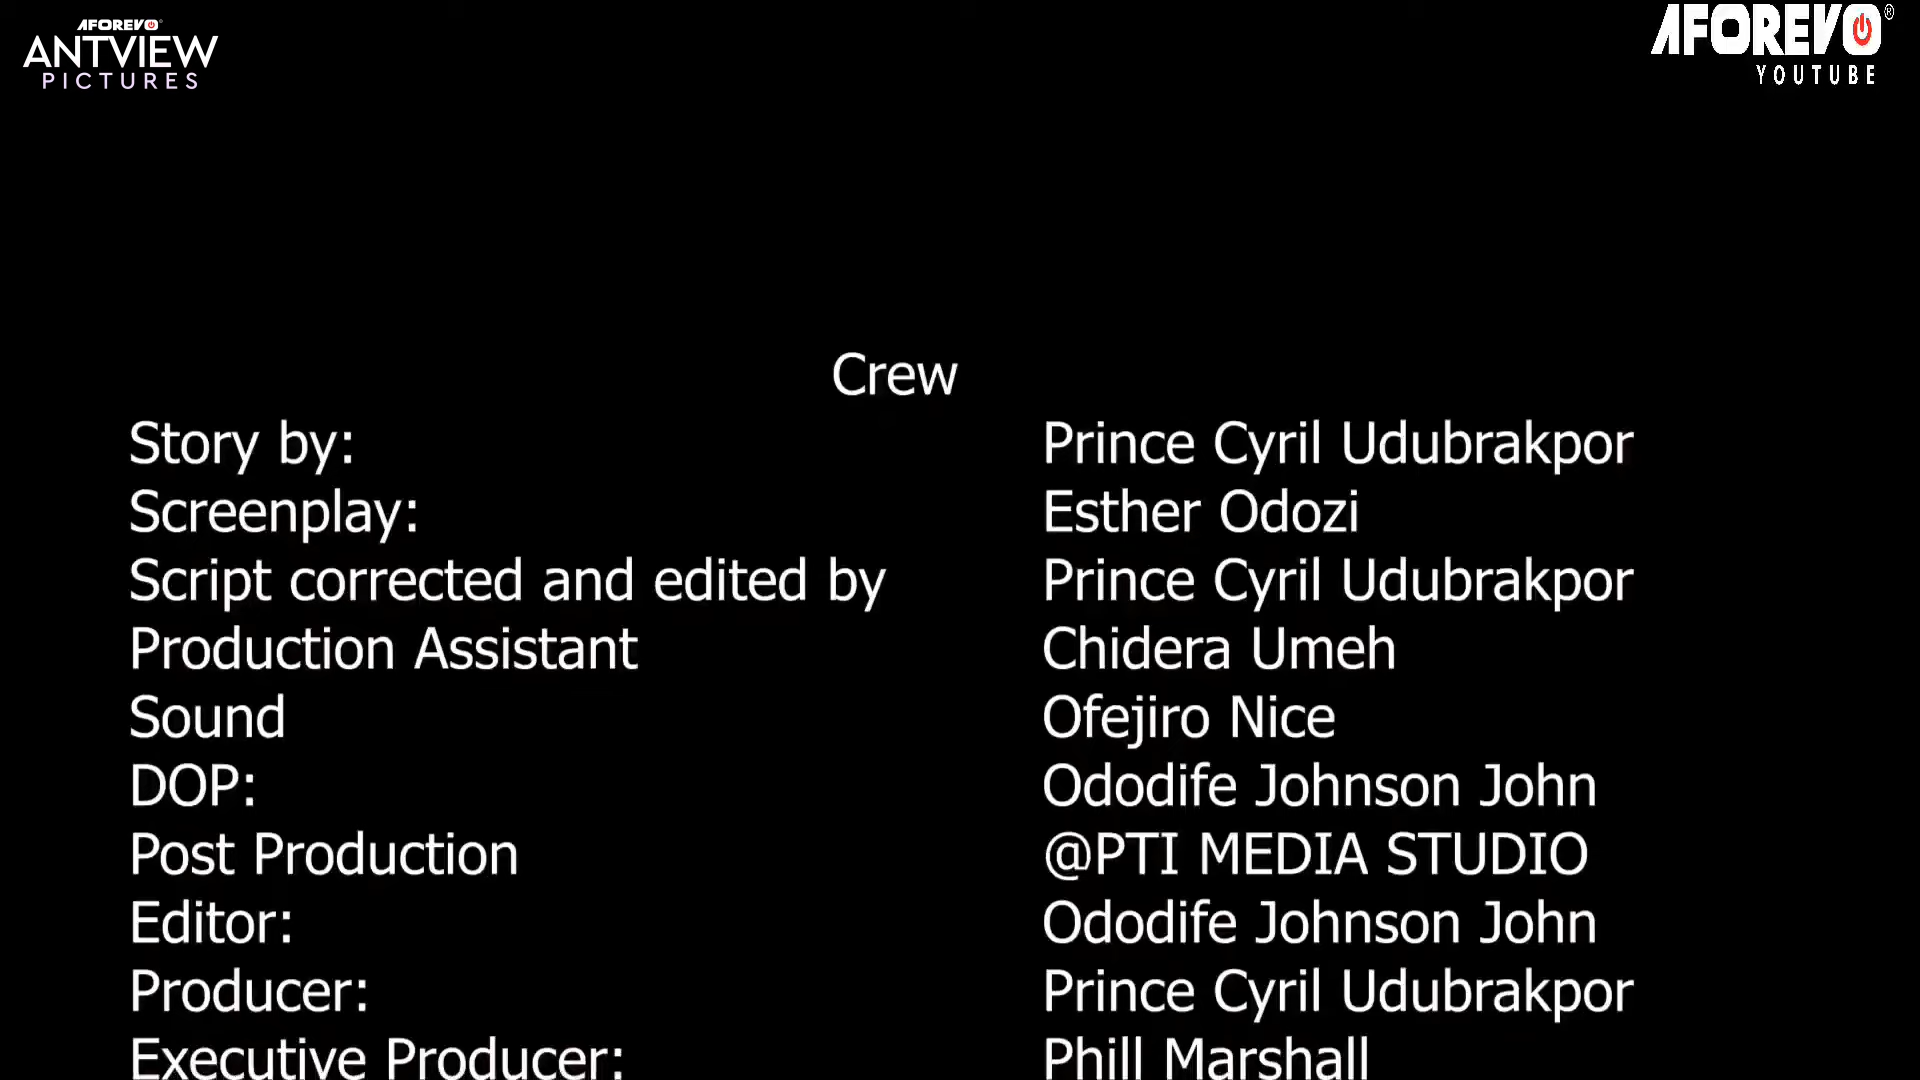 AFOREVO
ANTVIEW
PICTURES
AFOREVO®
YOUTUBE
Crew
Story by: Prince Cyril Udubrakpor
Screenplay: Esther Odozi
Script corrected and edited by Prince Cyril Udubrakpor
Production Assistant Chidera Umeh
Sound Ofejiro Nice
DOP: Ododife Johnson John
Post Production @PTI MEDIA STUDIO
Editor: Ododife Johnson John
Producer: Prince Cyril Udubrakpor
Executive Producer: Phill Marshall